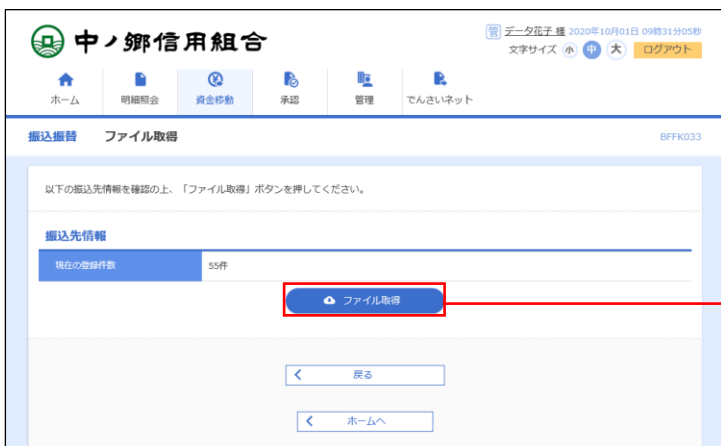 中ノ郷信用組合
管 データ花子 様 2020年10月01日 09時31分05秒
文字サイズ 小 中 大 ログアウト
ホーム 明細照会 資金移動 承認 管理 でんさいネット
振込振替 ファイル取得 BFFK033
以下の振込先情報を確認の上、「ファイル取得」ボタンを押してください。
振込先情報
現在の登録件数 55件
ファイル取得
戻る
ホームへ